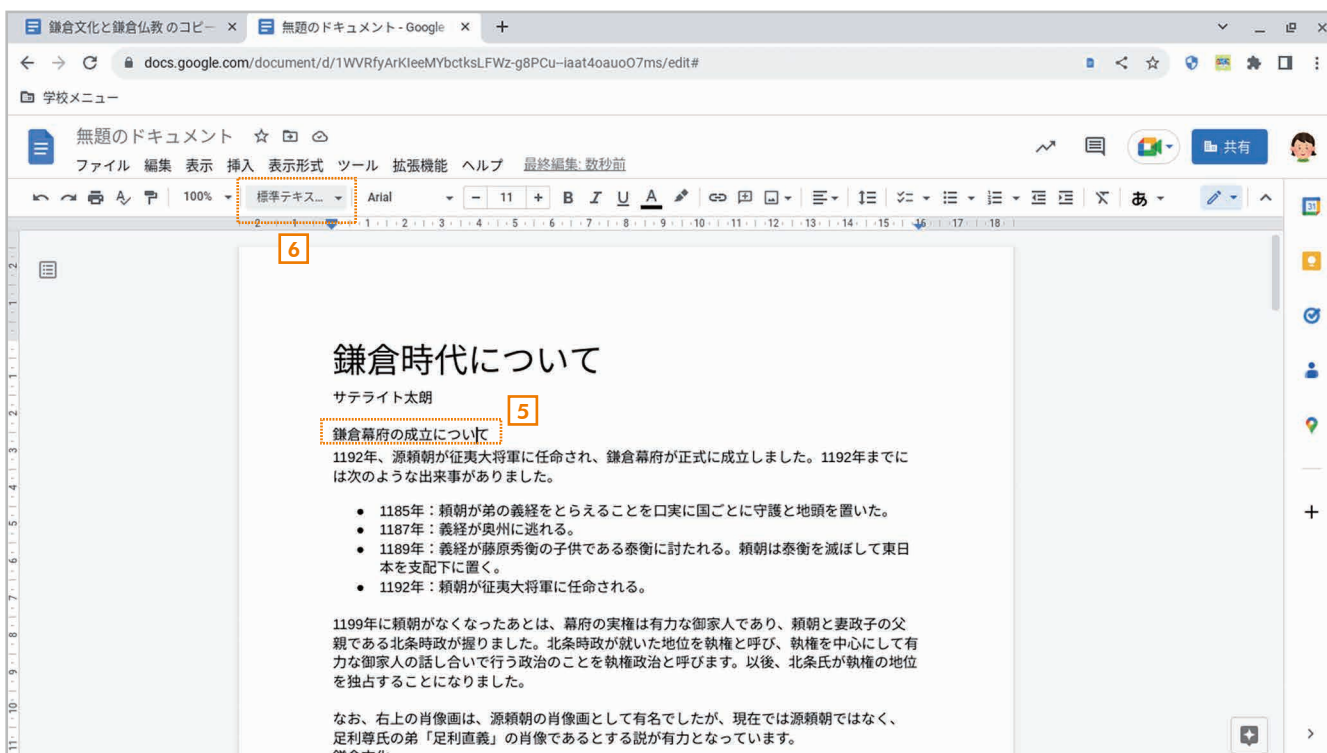 鎌倉文化と鎌倉仏教 のコピー
無題のドキュメント - Google
docs.google.com/document/d/1WVRfyArKIeeMYbctksLFWz-g8PCu--iaat4oauoO7ms/edit#
学校メニュー
無題のドキュメント
ファイル 編集 表示 挿入 表示形式 ツール 拡張機能 ヘルプ 最終編集: 数秒前
共有
100% 標準テキス... Arial - 11 + B I U A あ
2 1 1 2 3 4 5 6 7 8 9 10 11 12 13 14 15 16 17 18
31
6
鎌倉時代について
サテライト太朗
5
鎌倉幕府の成立について
1192年、源頼朝が征夷大将軍に任命され、鎌倉幕府が正式に成立しました。1192年までに
は次のような出来事がありました。
● 1185年：頼朝が弟の義経をとらえることを口実に国ごとに守護と地頭を置いた。
● 1187年：義経が奥州に逃れる。
● 1189年：義経が藤原秀衡の子供である泰衡に討たれる。頼朝は泰衡を滅ぼして東日
本を支配下に置く。
● 1192年：頼朝が征夷大将軍に任命される。
1199年に頼朝がなくなったあとは、幕府の実権は有力な御家人であり、頼朝と妻政子の父
親である北条時政が握りました。北条時政が就いた地位を執権と呼び、執権を中心にして有
力な御家人の話し合いで行う政治のことを執権政治と呼びます。以後、北条氏が執権の地位
を独占することになりました。
なお、右上の肖像画は、源頼朝の肖像画として有名でしたが、現在では源頼朝ではなく、
足利尊氏の弟「足利直義」の肖像であるとする説が有力となっています。